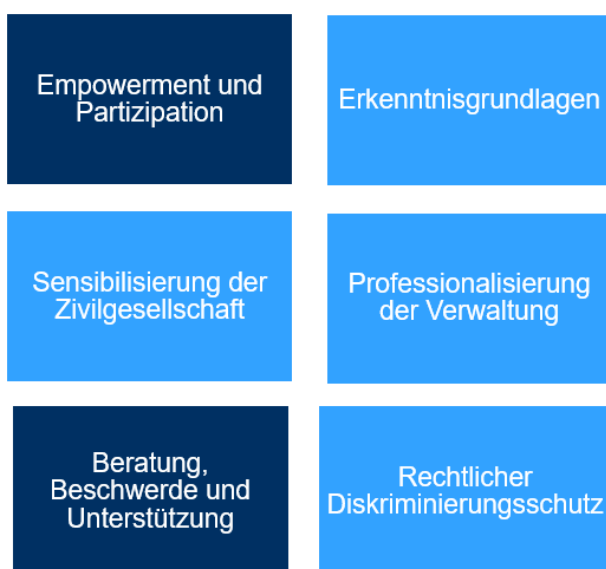 Empowerment und
Partizipation
Erkenntnisgrundlagen
Sensibilisierung der
Zivilgesellschaft
Professionalisierung
der Verwaltung
Beratung,
Beschwerde und
Unterstützung
Rechtlicher
Diskriminierungsschutz